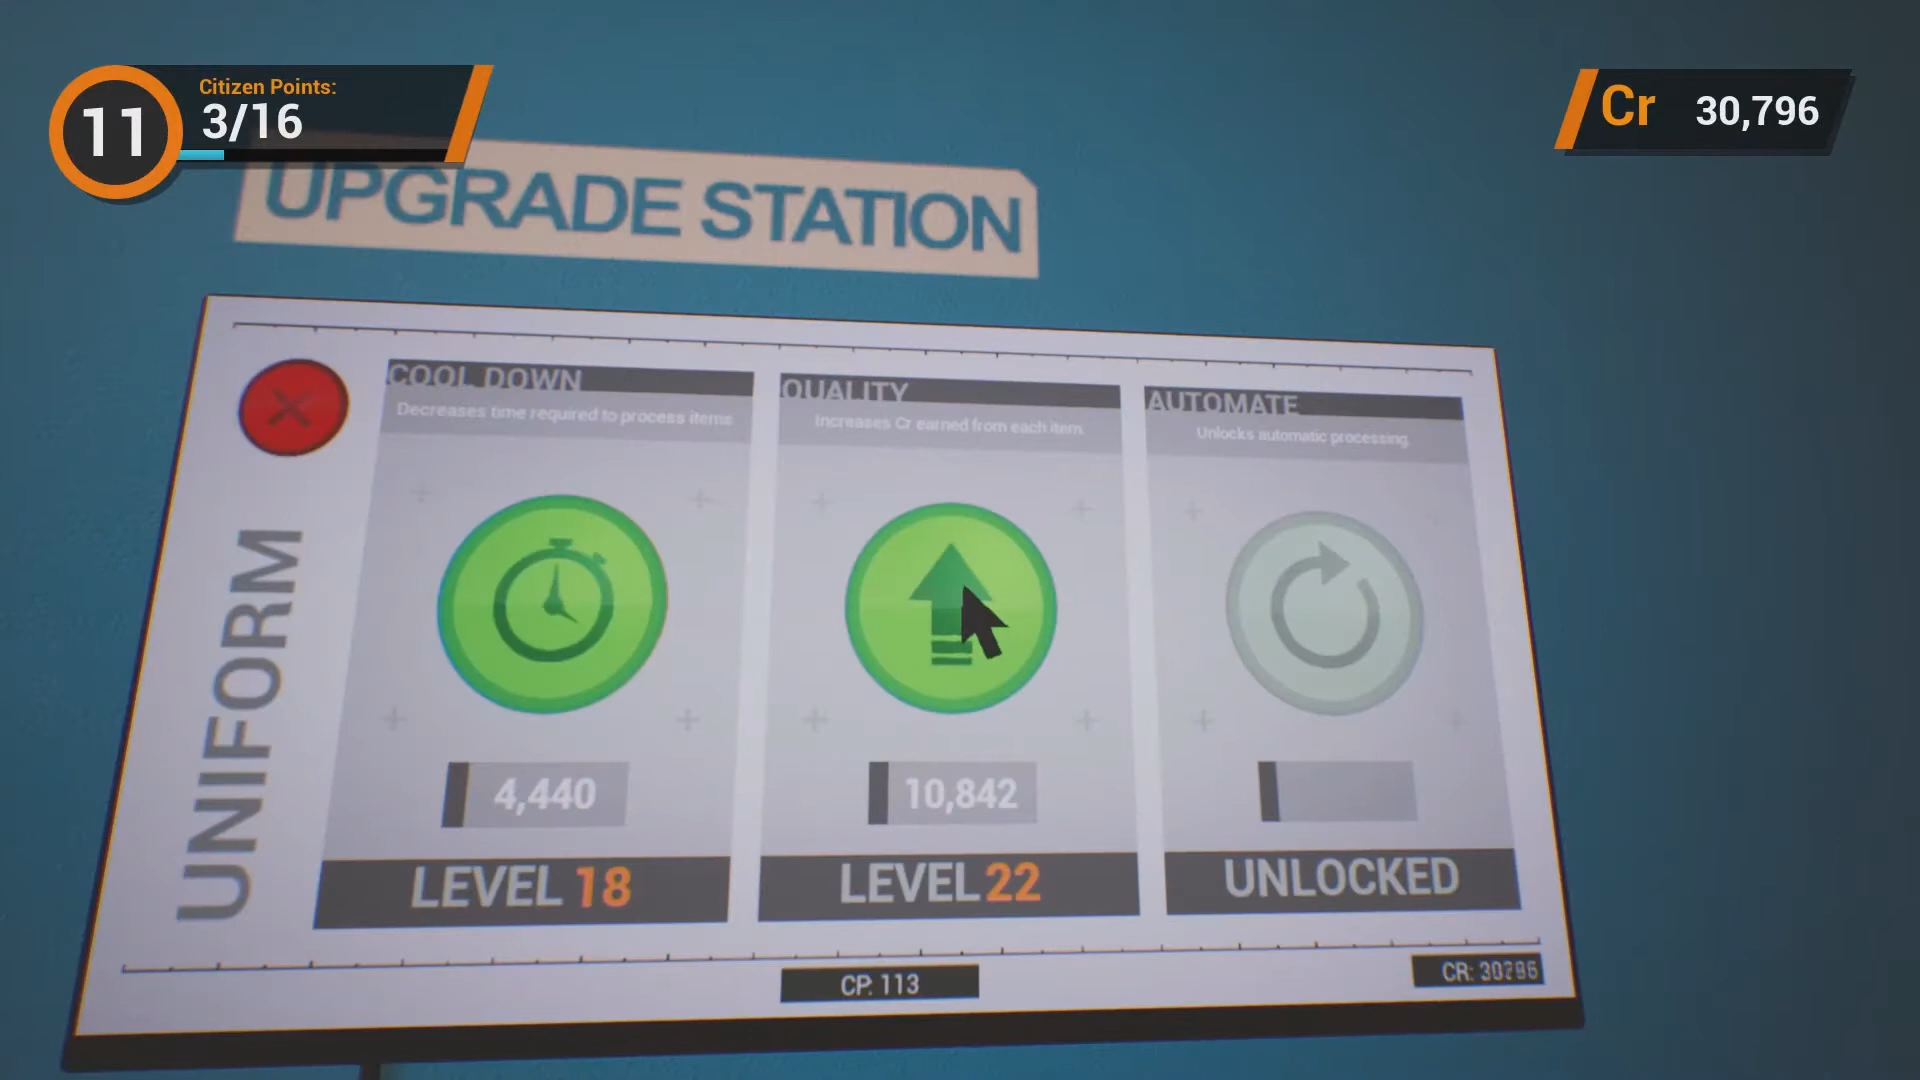 11
Citizen Points:
3/16
Cr 30,796
UPGRADE STATION
UNIFORM
COOL DOWN
Decreases time required to process items
4,440
LEVEL 18
QUALITY
Increases Cr earned from each item.
10,842
LEVEL 22
AUTOMATE
Unlocks automatic processing.
UNLOCKED
CP: 113
CR: